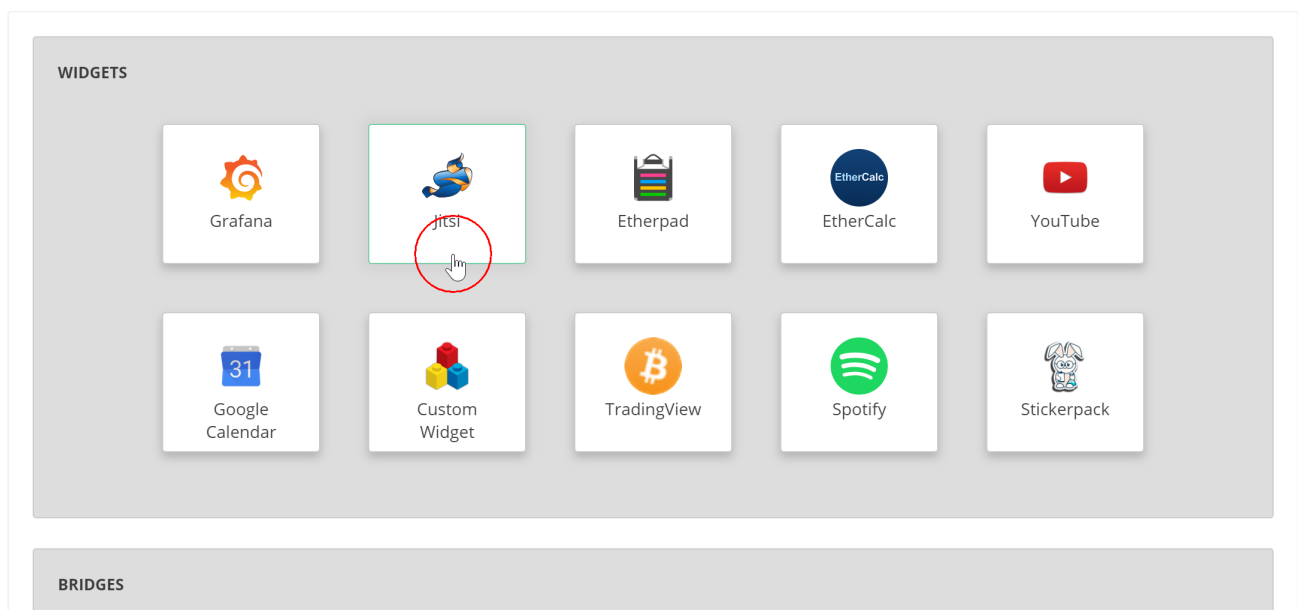 WIDGETS
Grafana
Jitsi
Etherpad
EtherCalc
EtherCalc
YouTube
31
Google
Calendar
Custom
Widget
TradingView
Spotify
Stickerpack
BRIDGES